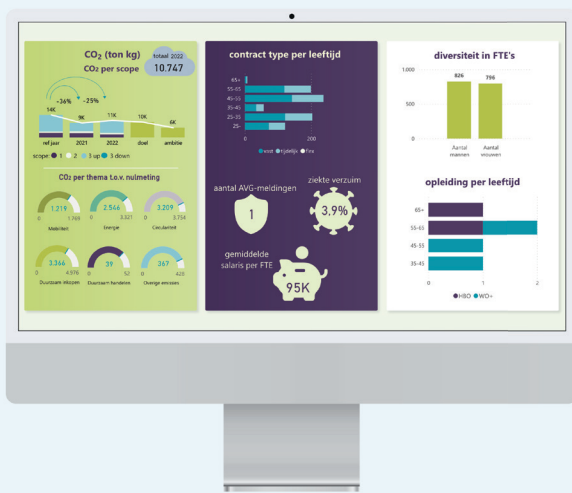 CO₂ (ton kg)
CO₂ per scope
totaal 2022
10.747
-36%
-25%
14K
9K
11K
10K
6K
ref jaar
2021
2022
doel
ambitie
scope: 1 2 3 up 3 down
CO₂ per thema t.o.v. nulmeting
1.219
0
1.769
Mobiliteit
2.546
0
3.321
Energie
3.209
0
3.754
Circulariteit
3.366
0
4.976
Duurzaam inkopen
39
0
52
Duurzaam handelen
367
0
428
Overige emissies
contract type per leeftijd
65+
55-65
45-55
35-45
25-35
25-
0
200
vast tijdelijk flex
aantal AVG-meldingen
1
ziekte verzuim
3.9%
gemiddelde
salaris per FTE
95K
diversiteit in FTE's
1.000
500
0
826
796
Aantal
mannen
Aantal
vrouwen
opleiding per leeftijd
65+
45-55
35-45
0
1
2
HBO WO+